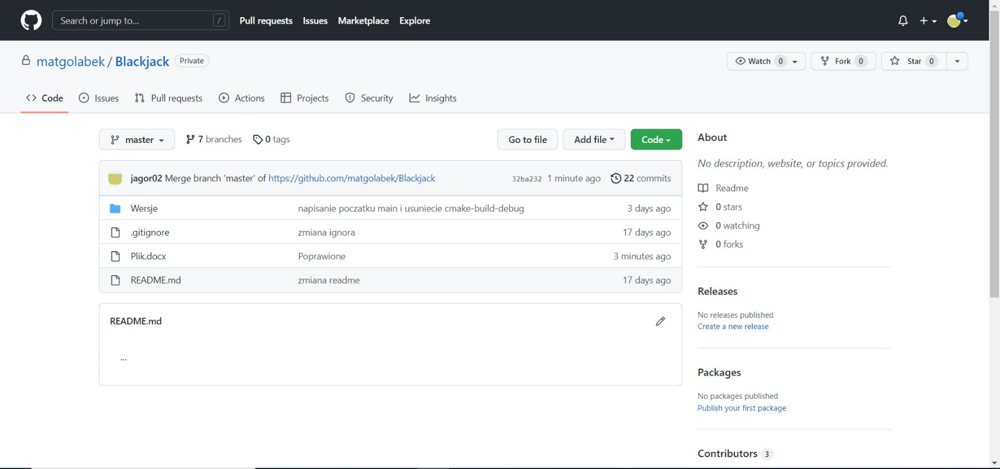 Search or jump to... / Pull requests Issues Marketplace Explore
matgolabek / Blackjack Private Watch 0 Fork 0 Star 0
Code Issues Pull requests Actions Projects Security Insights
master 7 branches 0 tags Go to file Add file Code
jagor02 Merge branch 'master' of https://github.com/matgolabek/Blackjack 32ba232 1 minute ago 22 commits
Wersje napisanie poczatku main i usuniecie cmake-build-debug 3 days ago
.gitignore zmiana ignora 17 days ago
Plik.docx Poprawione 3 minutes ago
README.md zmiana readme 17 days ago
README.md
...
About
No description, website, or topics provided.
Readme
0 stars
0 watching
0 forks
Releases
No releases published
Create a new release
Packages
No packages published
Publish your first package
Contributors 3